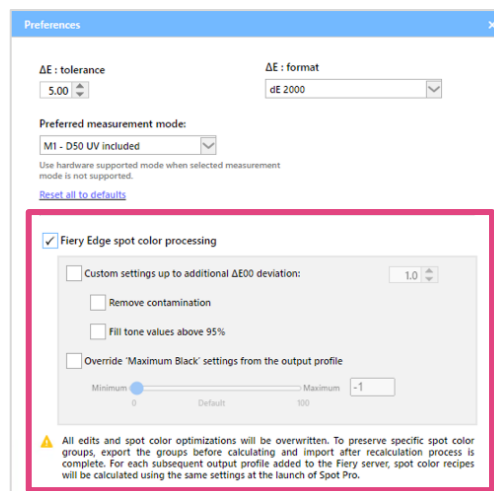 Preferences
ΔE : tolerance
ΔE : format
5.00
dE 2000
Preferred measurement mode:
M1 - D50 UV included
Use hardware supported mode when selected measurement
mode is not supported.
Reset all to defaults
Fiery Edge spot color processing
Custom settings up to additional ΔE00 deviation:
1.0
Remove contamination
Fill tone values above 95%
Override 'Maximum Black' settings from the output profile
Minimum
Maximum
-1
0
Default
100
All edits and spot color optimizations will be overwritten. To preserve specific spot color
groups, export the groups before calculating and import after recalculation process is
complete. For each subsequent output profile added to the Fiery server, spot color recipes
will be calculated using the same settings at the launch of Spot Pro.